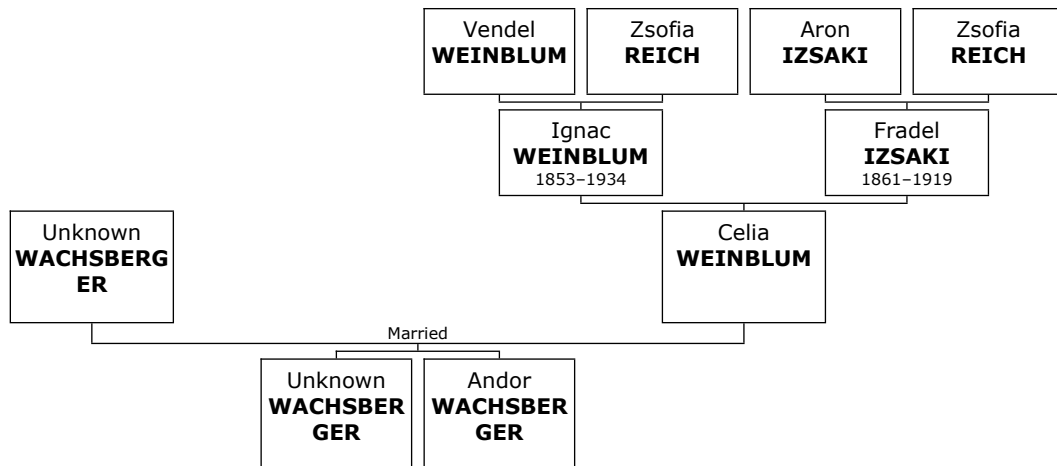 Vendel
WEINBLUM
Zsofia
REICH
Aron
IZSAKI
Zsofia
REICH
Ignac
WEINBLUM
1853–1934
Fradel
IZSAKI
1861–1919
Unknown
WACHSBERG
ER
Celia
WEINBLUM
Married
Unknown
WACHSBER
GER
Andor
WACHSBER
GER